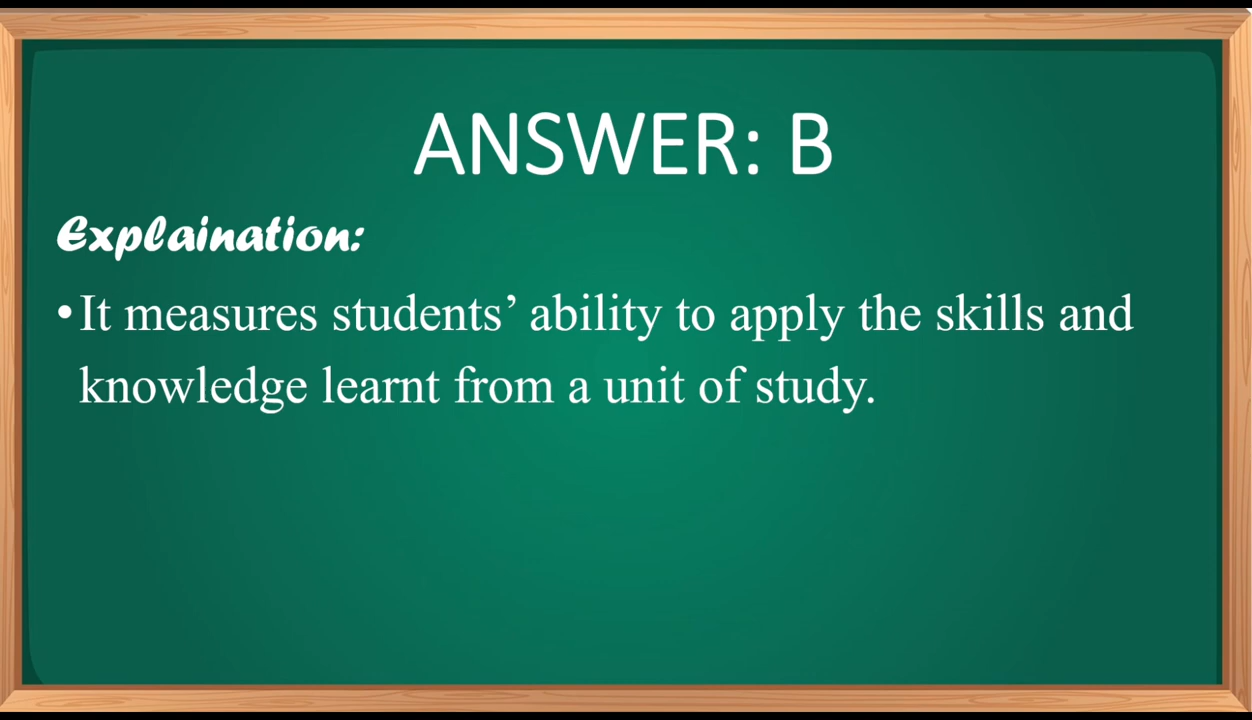 ANSWER: B
Explaination:
•It measures students’ ability to apply the skills and
knowledge learnt from a unit of study.